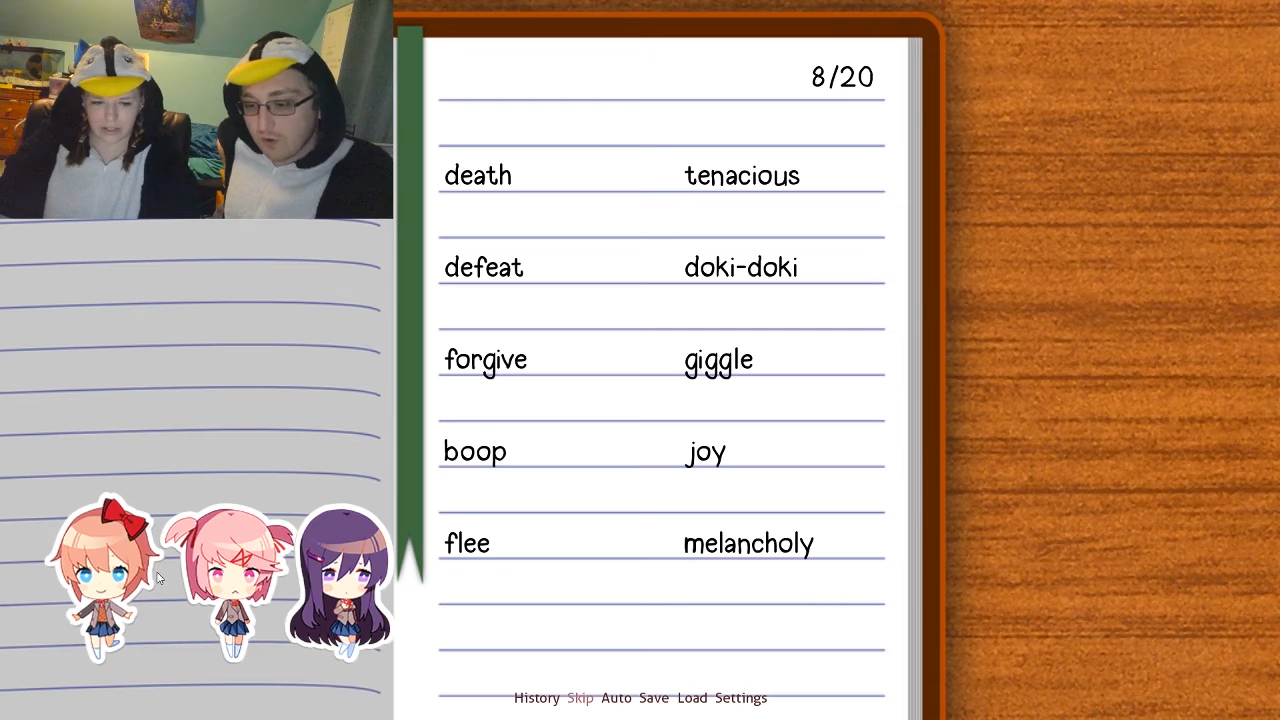 8/20
death tenacious
defeat doki-doki
forgive giggle
boop joy
flee melancholy
History Skip Auto Save Load Settings